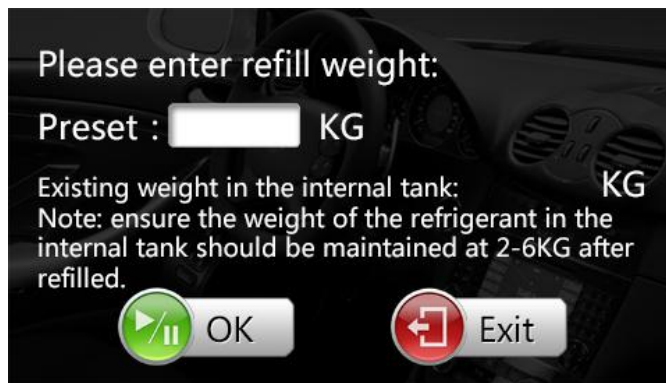 Please enter refill weight:
Preset : KG
Existing weight in the internal tank: KG
Note: ensure the weight of the refrigerant in the
internal tank should be maintained at 2-6KG after
refilled.
OK Exit